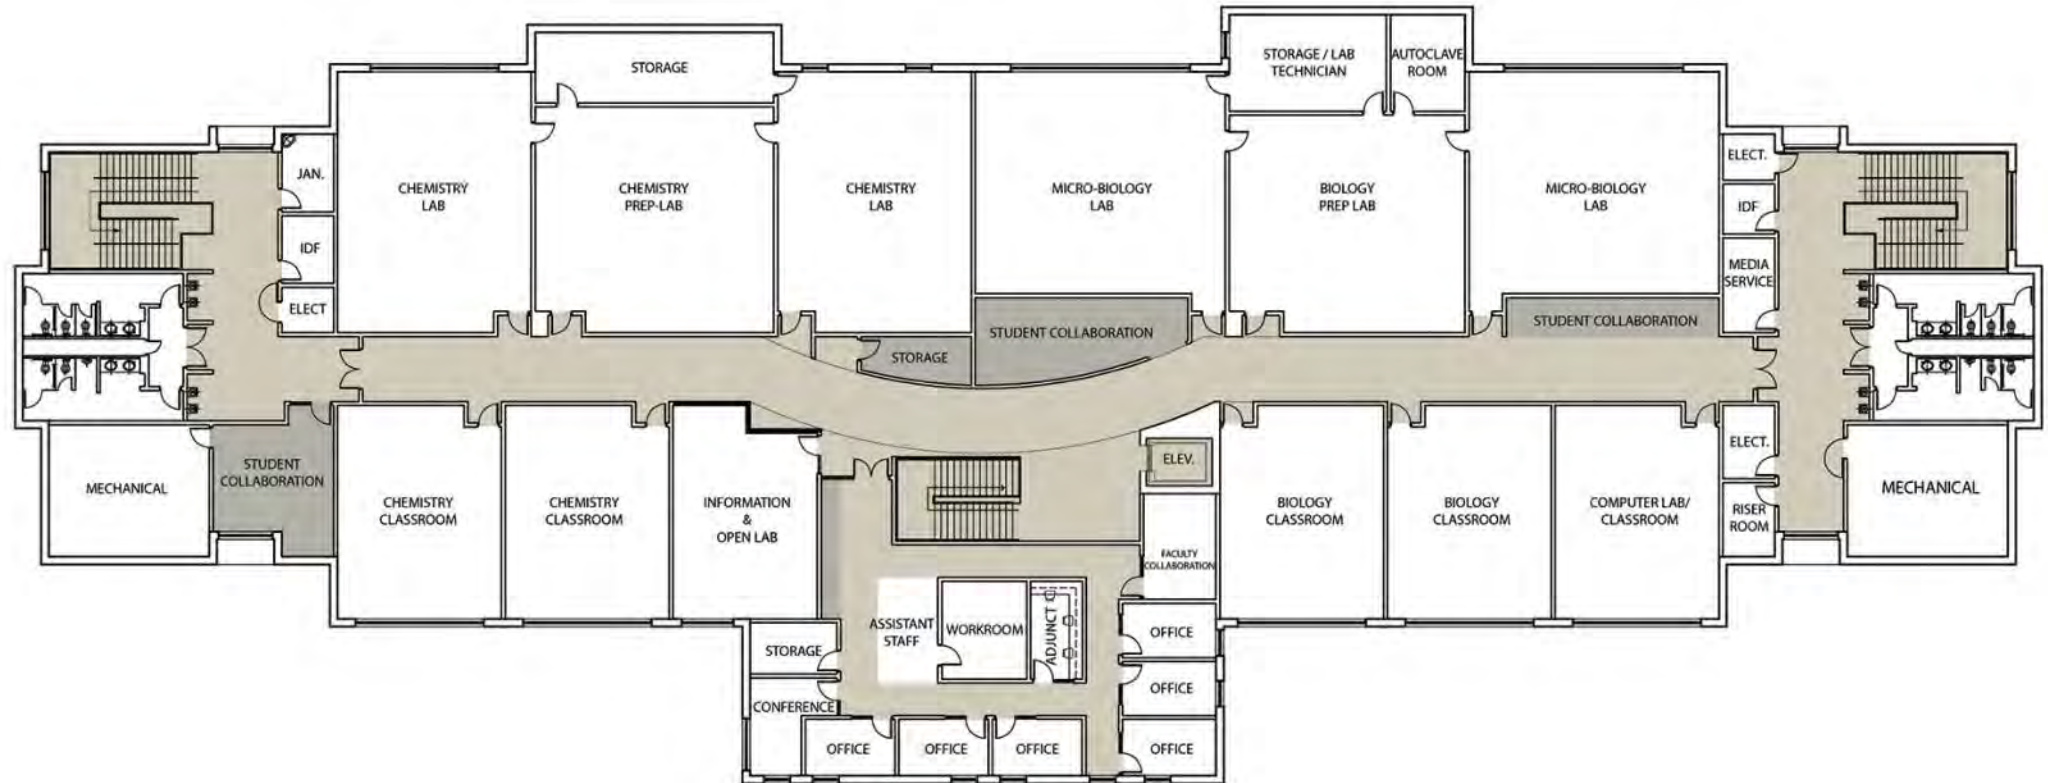 STORAGE
STORAGE / LAB
TECHNICIAN
AUTOCLAVE
ROOM
JAN.
CHEMISTRY
LAB
CHEMISTRY
PREP-LAB
CHEMISTRY
LAB
MICRO-BIOLOGY
LAB
BIOLOGY
PREP LAB
MICRO-BIOLOGY
LAB
ELECT.
IDF
IDF
MEDIA
SERVICE
ELECT
STUDENT COLLABORATION
STUDENT COLLABORATION
STORAGE
MECHANICAL
STUDENT
COLLABORATION
CHEMISTRY
CLASSROOM
CHEMISTRY
CLASSROOM
INFORMATION
&
OPEN LAB
ELEV.
BIOLOGY
CLASSROOM
BIOLOGY
CLASSROOM
COMPUTER LAB/
CLASSROOM
ELECT.
RISER
ROOM
MECHANICAL
FACULTY
COLLABORATION
ASSISTANT
STAFF
WORKROOM
ADJUNCT
OFFICE
STORAGE
OFFICE
CONFERENCE
OFFICE
OFFICE
OFFICE
OFFICE